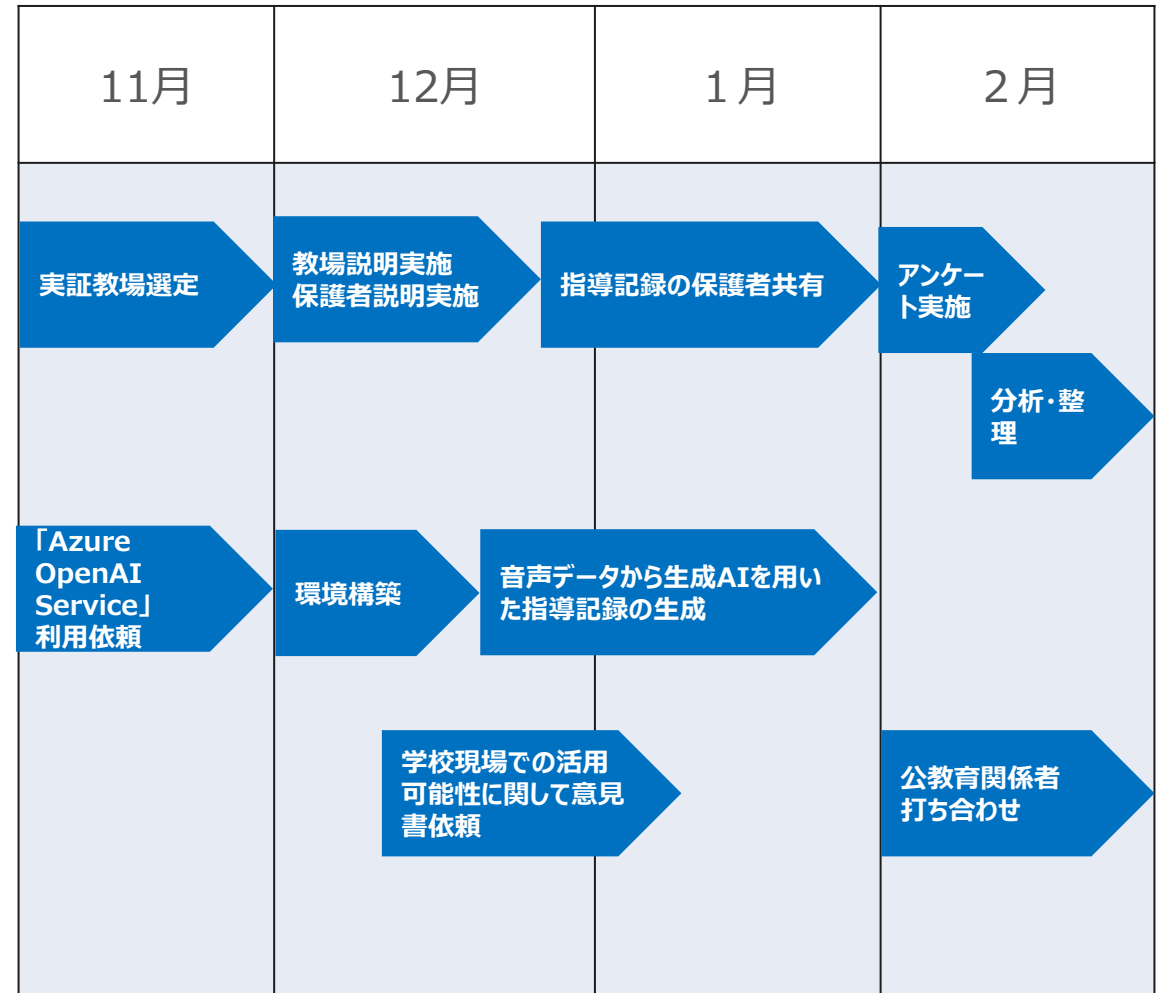 11月
12月
１月
２月
実証教場選定
教場説明実施
保護者説明実施
指導記録の保護者共有
アンケー
ト実施
分析・整
理
「Azure
OpenAI
Service」
利用依頼
環境構築
音声データから生成AIを用い
た指導記録の生成
学校現場での活用
可能性に関して意見
書依頼
公教育関係者
打ち合わせ